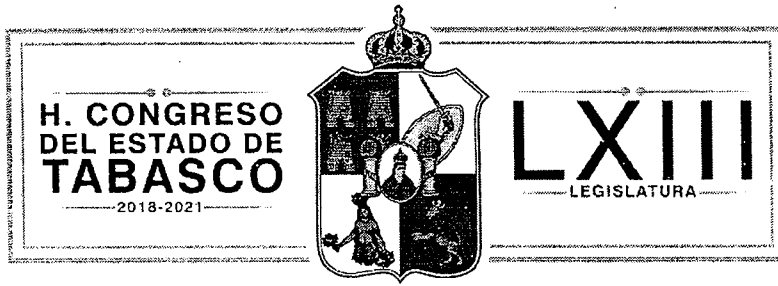 H. CONGRESO
DEL ESTADO DE
TABASCO
2018-2021
LXIII
LEGISLATURA